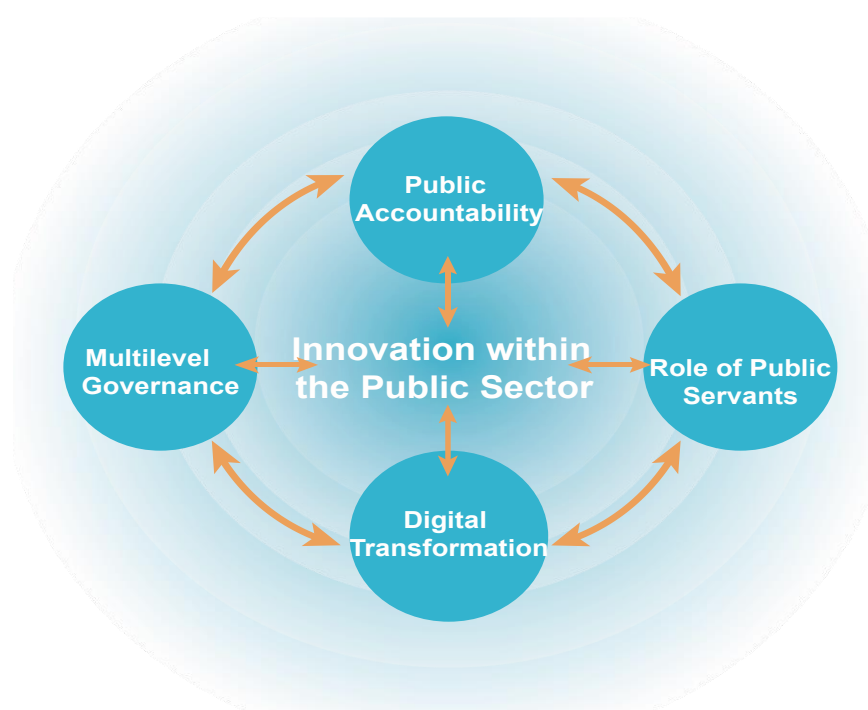 Public
Accountability
Multilevel
Governance
Innovation within
the Public Sector
Role of Public
Servants
Digital
Transformation